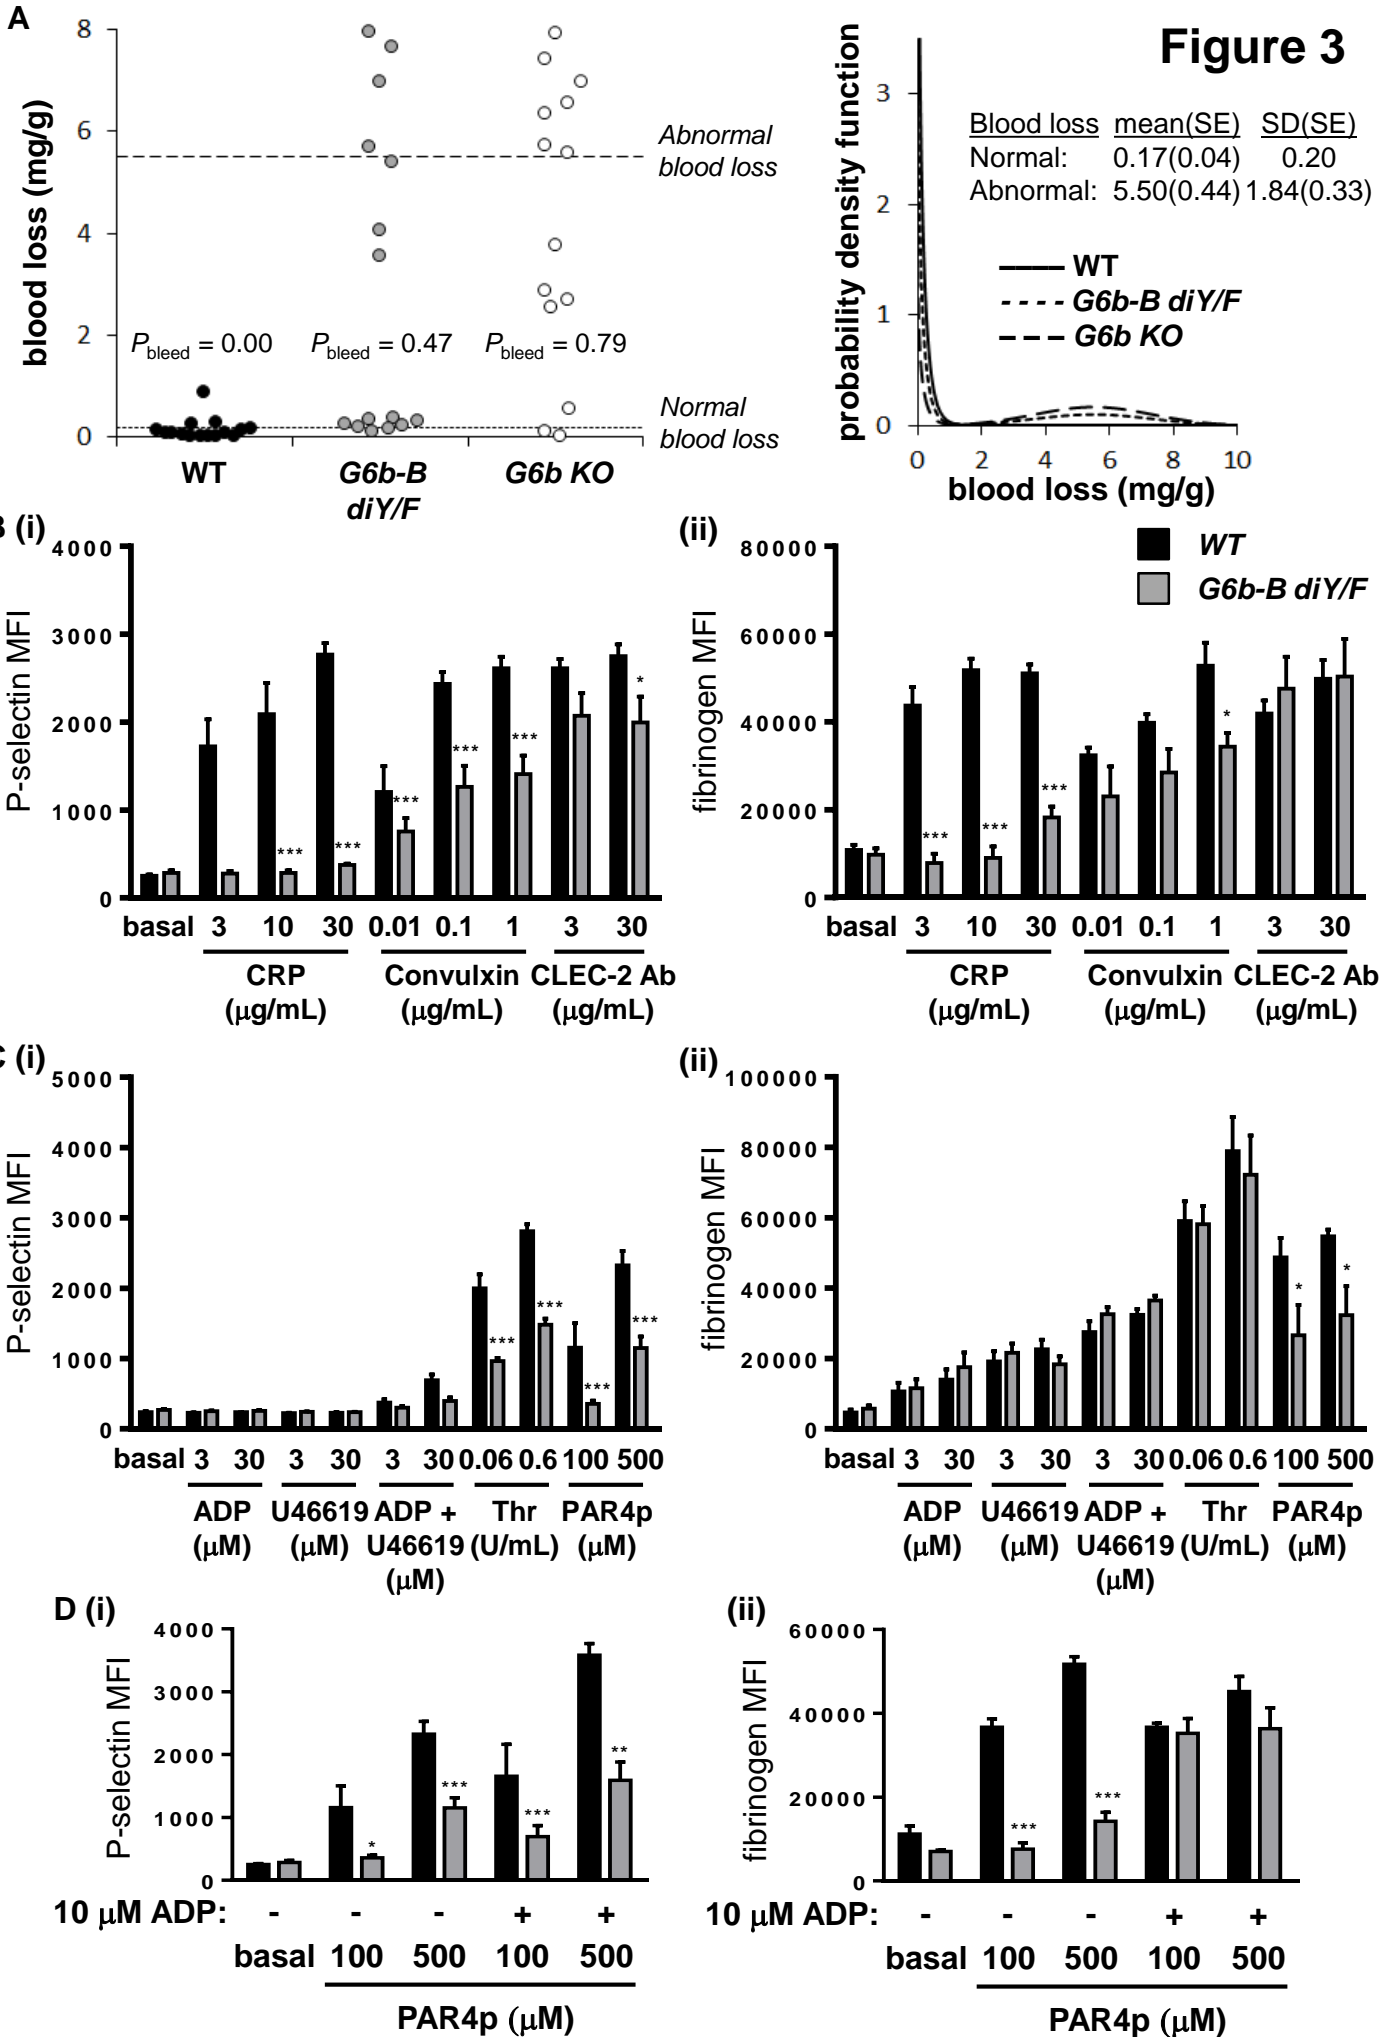 A
Figure 3
blood loss (mg/g)
8
6
4
2
0
Abnormal
blood loss
Normal
blood loss
Pbleed = 0.00
Pbleed = 0.47
Pbleed = 0.79
WT
G6b-B
diY/F
G6b KO
probability density function
3
2
1
0
Blood loss mean(SE) SD(SE)
Normal: 0.17(0.04) 0.20
Abnormal: 5.50(0.44) 1.84(0.33)
WT
G6b-B diY/F
G6b KO
0 2 4 6 8 10
blood loss (mg/g)
(i)
P-selectin MFI
4000
3000
2000
1000
0
*** *** *** *** *** *
basal 3 10 30 0.01 0.1 1 3 30
CRP Convulxin CLEC-2 Ab
(μg/mL) (μg/mL) (μg/mL)
(ii)
fibrinogen MFI
80000
60000
40000
20000
0
WT
G6b-B diY/F
*** *** *** *
basal 3 10 30 0.01 0.1 1 3 30
CRP Convulxin CLEC-2 Ab
(μg/mL) (μg/mL) (μg/mL)
(i)
P-selectin MFI
5000
4000
3000
2000
1000
0
*** *** *** ***
basal 3 30 3 30 3 30 0.06 0.6 100 500
ADP U46619 ADP + Thr PAR4p
(μM) (μM) U46619 (U/mL) (μM)
(μM)
(ii)
fibrinogen MFI
100000
80000
60000
40000
20000
0
* *
basal 3 30 3 30 3 30 0.06 0.6 100 500
ADP U46619 ADP + Thr PAR4p
(μM) (μM) U46619 (U/mL) (μM)
(μM)
D (i)
P-selectin MFI
4000
3000
2000
1000
0
* *** *** **
10 μM ADP: - - - + +
basal 100 500 100 500
PAR4p (μM)
(ii)
fibrinogen MFI
60000
40000
20000
0
*** ***
10 μM ADP: - - - + +
basal 100 500 100 500
PAR4p (μM)